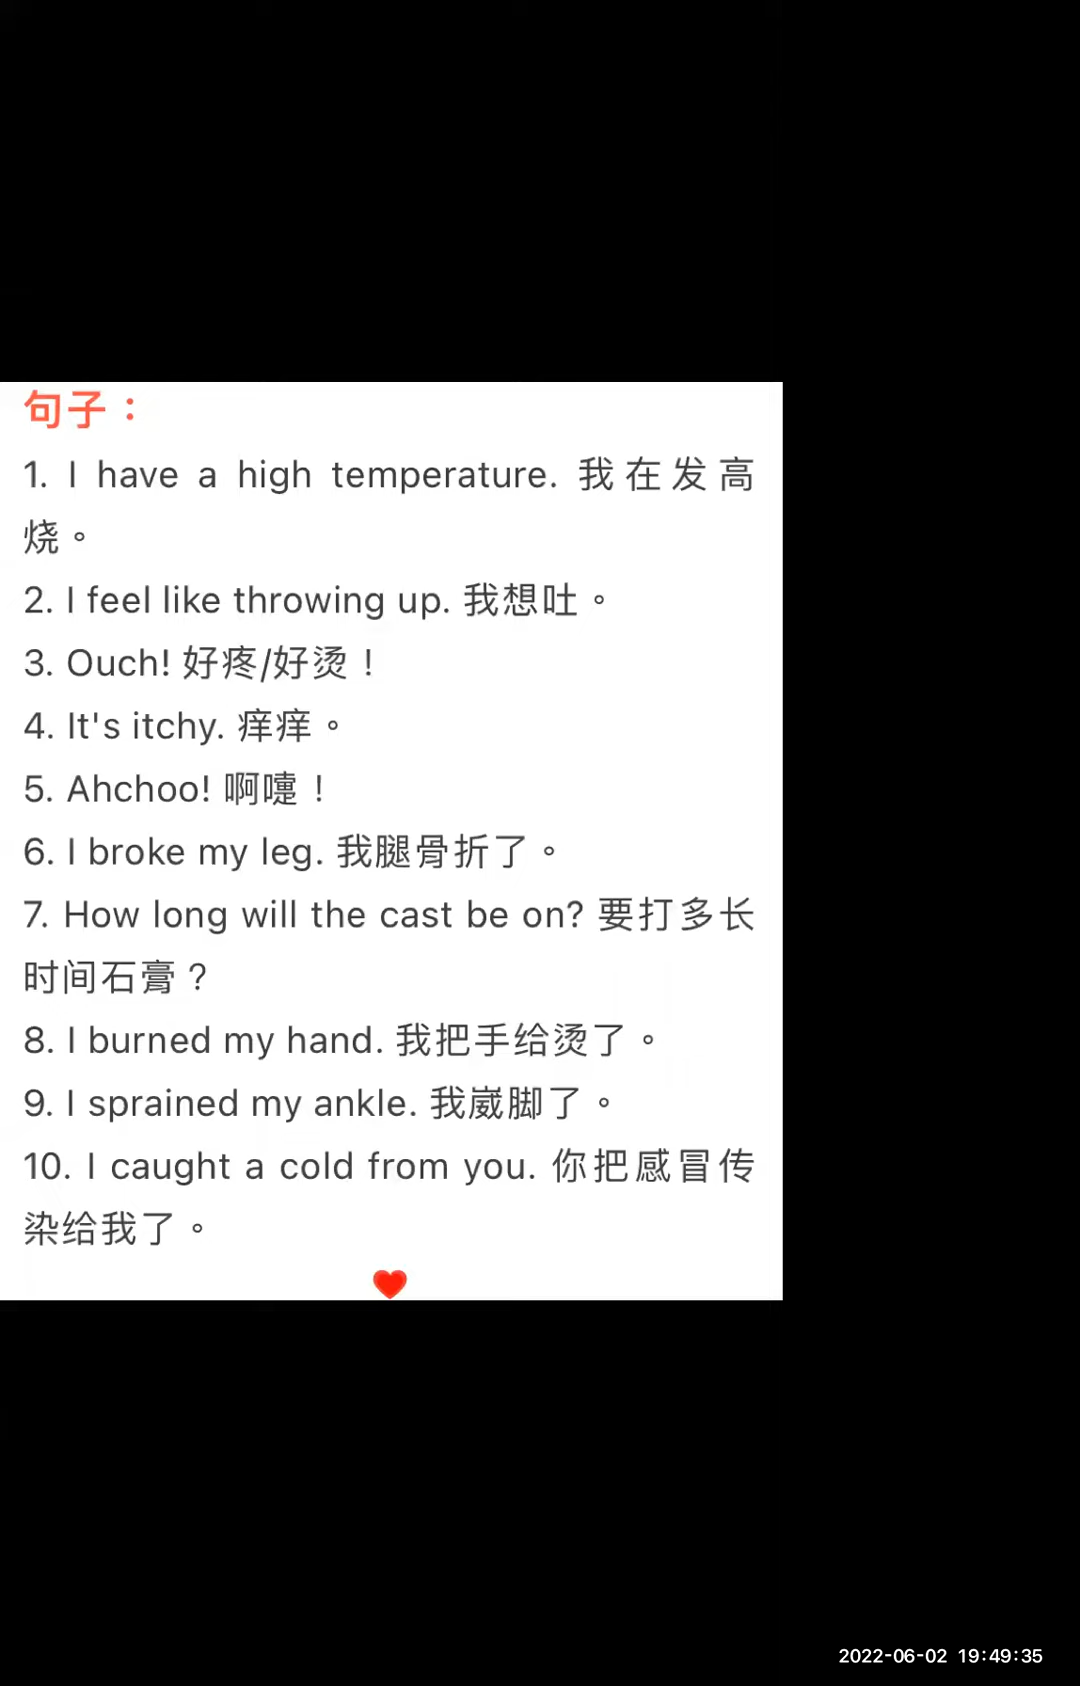 句子：
1. I have a high temperature. 我在发高
烧。
2. I feel like throwing up. 我想吐。
3. Ouch! 好疼/好烫！
4. It's itchy. 痒痒。
5. Ahchoo! 啊嚏！
6. I broke my leg. 我腿骨折了。
7. How long will the cast be on? 要打多长
时间石膏？
8. I burned my hand. 我把手给烫了。
9. I sprained my ankle. 我崴脚了。
10. I caught a cold from you. 你把感冒传
染给我了。
2022-06-02 19:49:35